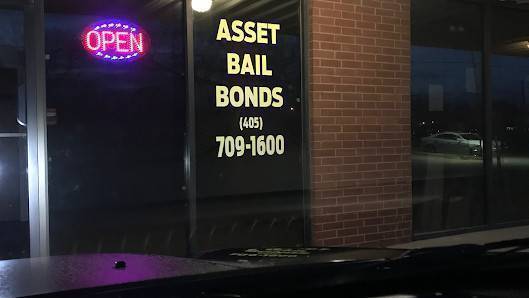 OPEN
ASSET
BAIL
BONDS
(405)
709-1600